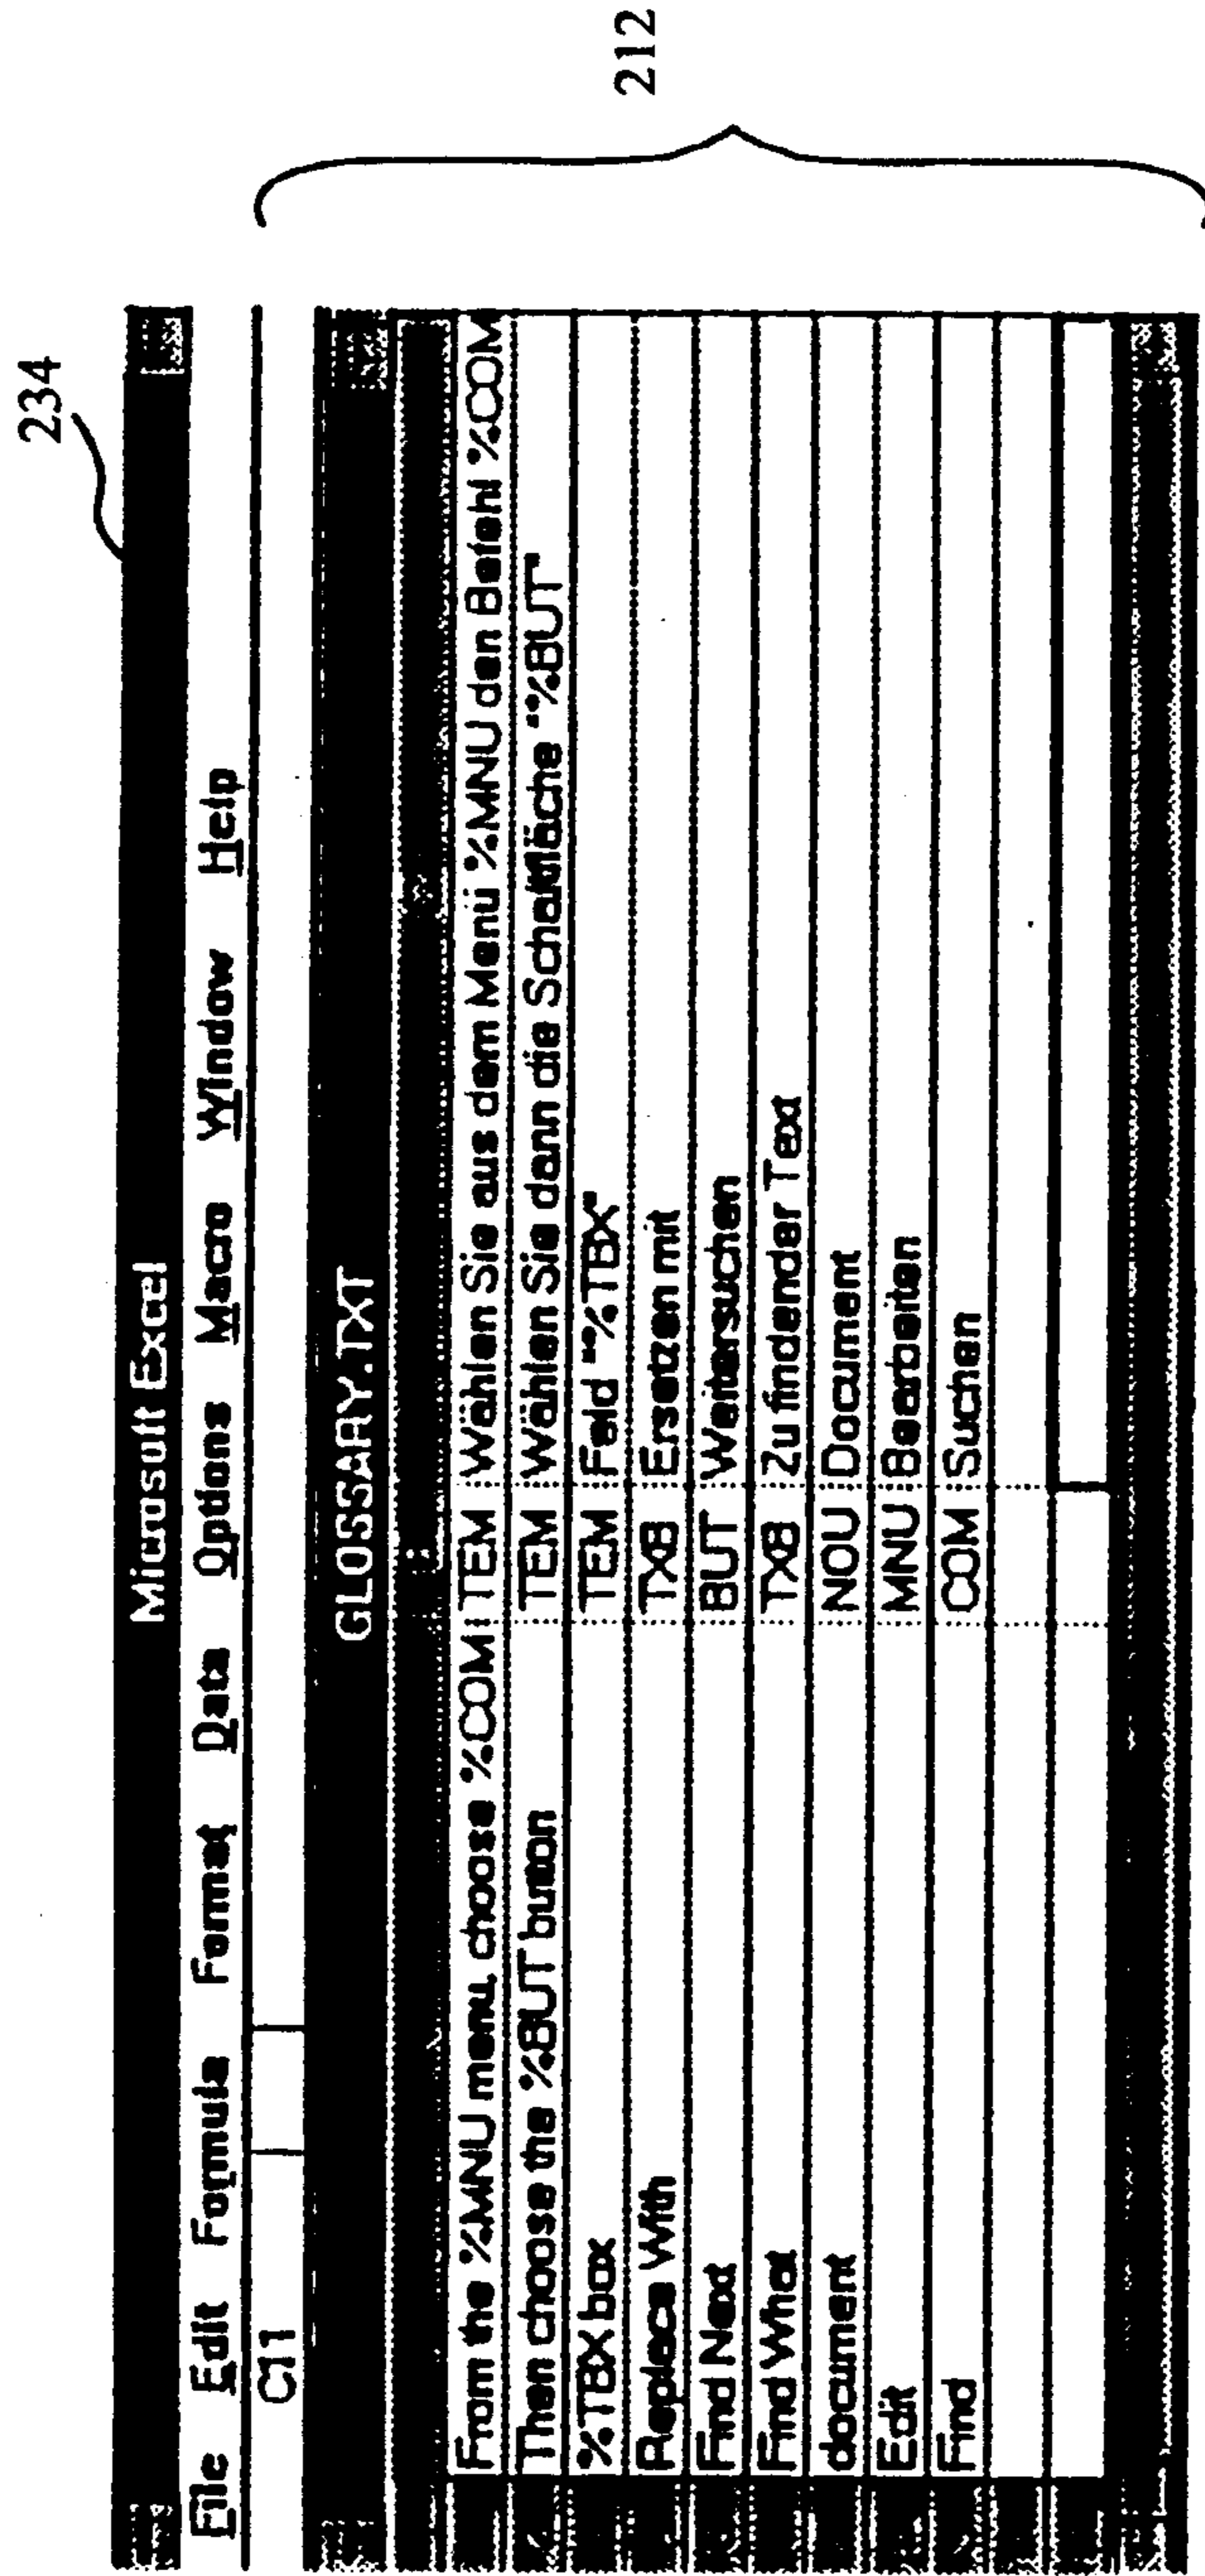 234
212
Microsoft Excel
File Edit Formula Format Data Options Macro Window Help
C11
GLOSSARY.TXT
From the %MNU menu, choose %COM TEM Wählen Sie aus dem Menü %MNU den Befehl %COM
Then choose the %BUT button TEM Wählen Sie dann die Schaltfläche "%BUT"
%TBX box TEM Feld "%TBX"
Replace With TXB Ersetzen mit
Find Next BUT Weitersuchen
Find What TXB Zu findender Text
document NOU Document
Edit MNU Bearbeiten
Find COM Suchen